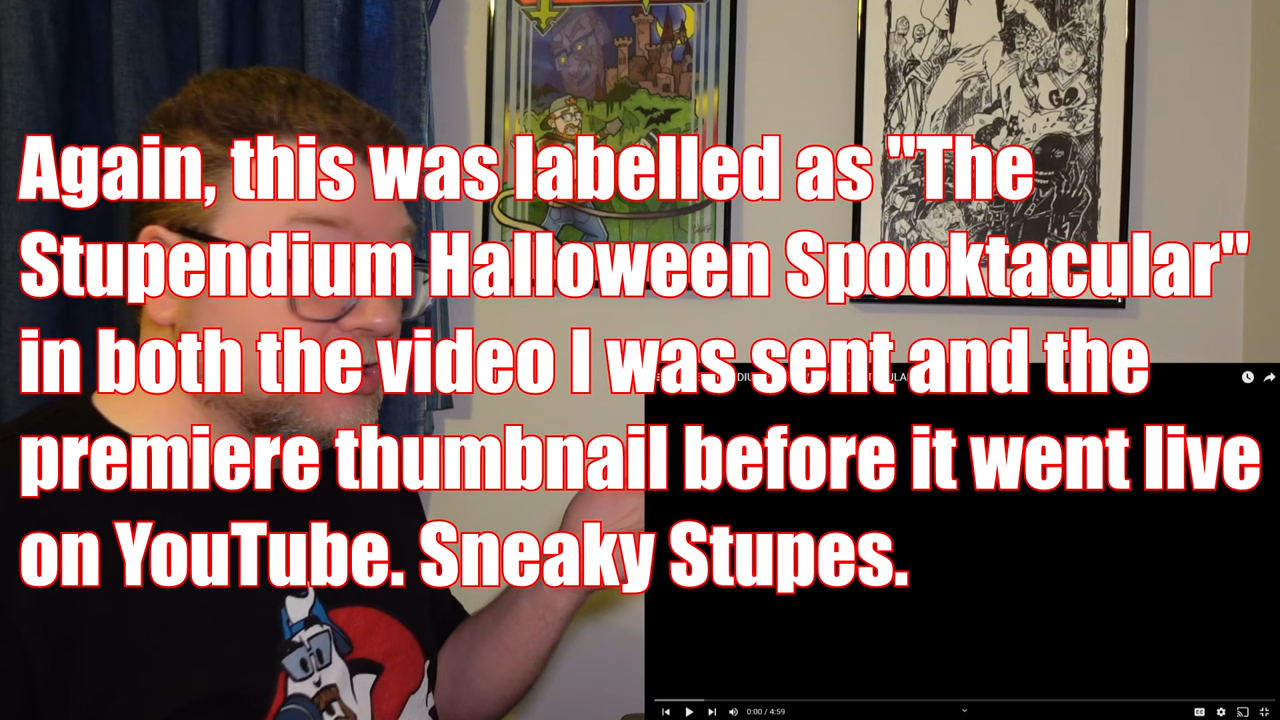 Again, this was labelled as "The
Stupendium Halloween Spooktacular"
in both the video I was sent and the
premiere thumbnail before it went live
on YouTube. Sneaky Stupes.
GO
0:00 / 4:59